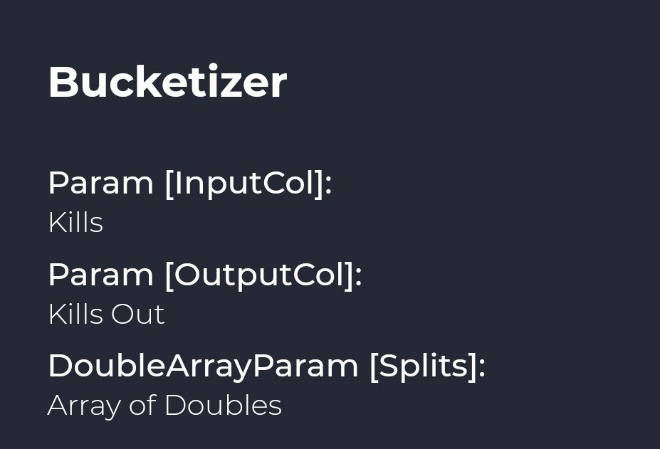 Bucketizer
Param [InputCol]:
Kills
Param [OutputCol]:
Kills Out
DoubleArrayParam [Splits]:
Array of Doubles